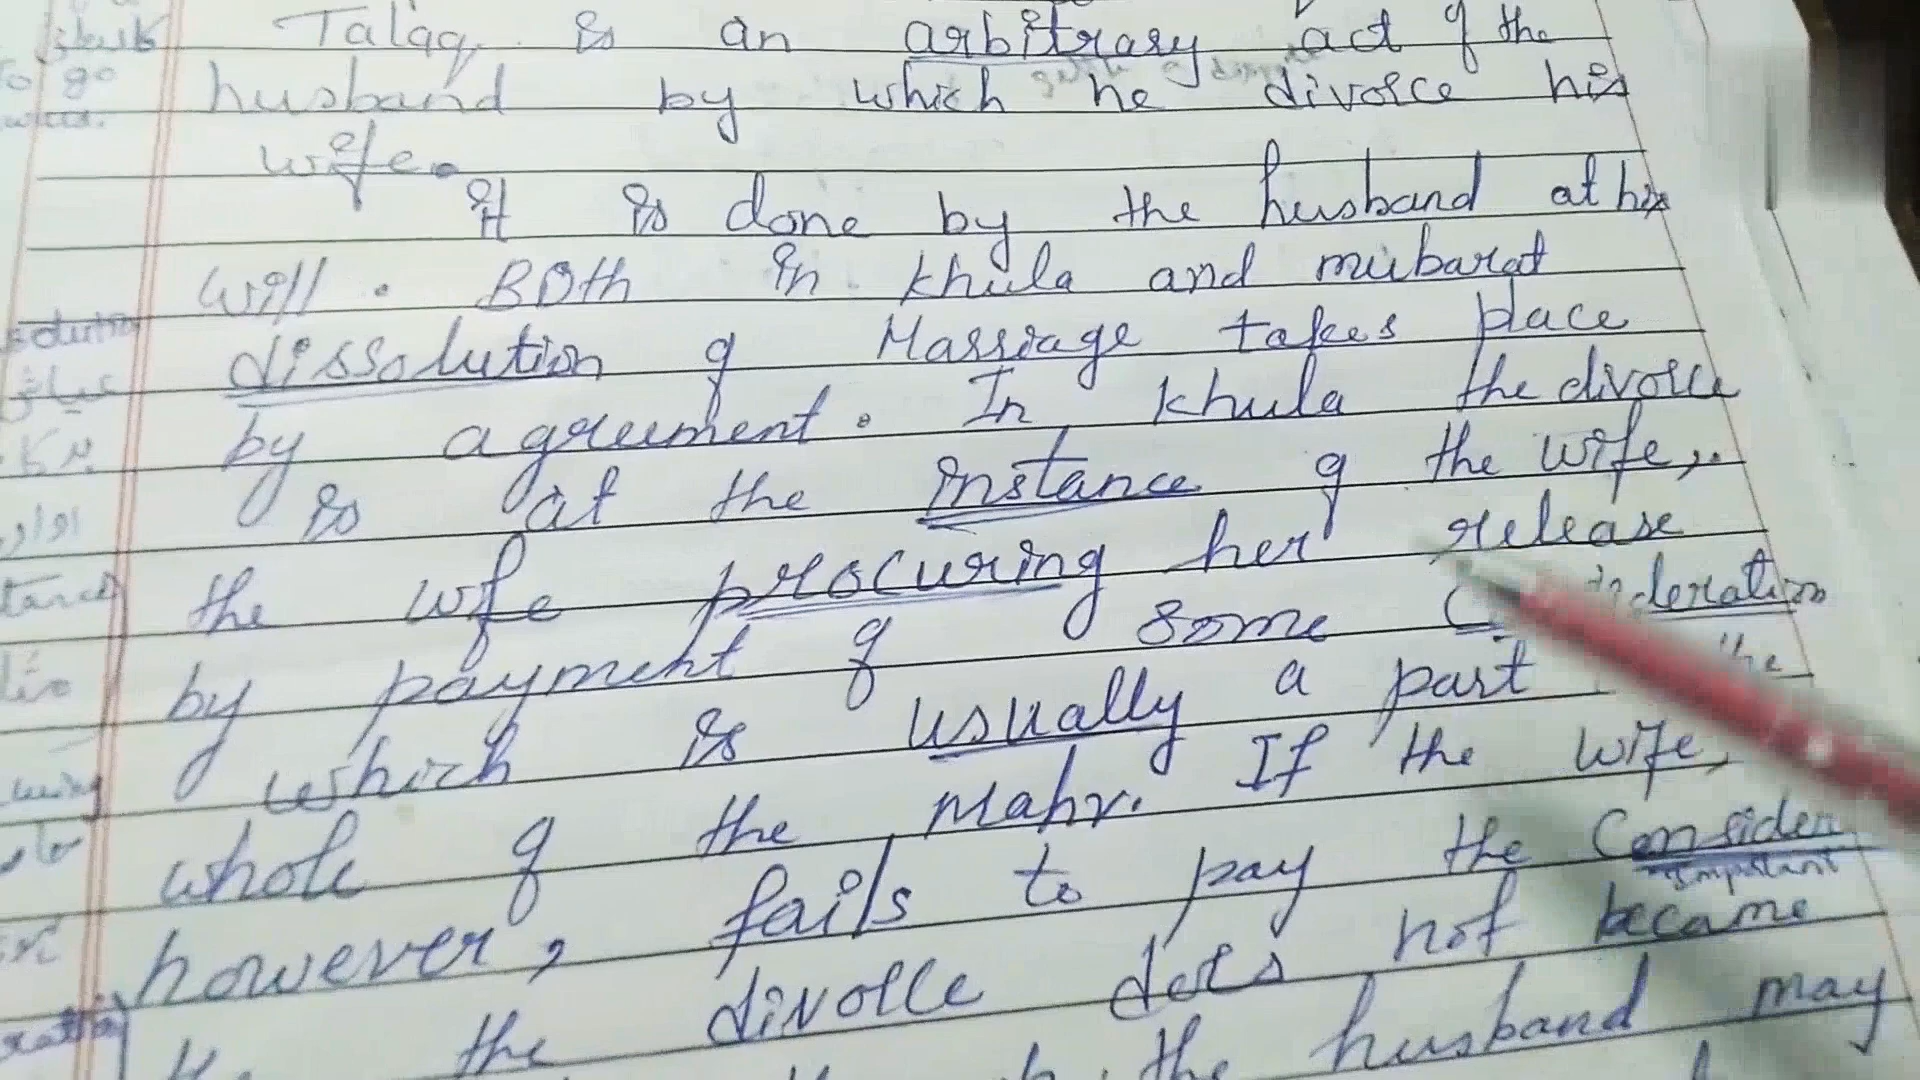 Talaq is an arbitrary act of the
husband by which he divorce his
wife.
it is done by the husband at his
will. Both in khula and mubarat
dissolution of Marriage takes place
by agreement. In khula the divorce
is at the instance of the wife,
the wife procuring her release
by payment of some
which is usually a part the
whole of the Mahr. If the wife,
however, fails to pay the Consider
important
the divorce does not became
the husband may